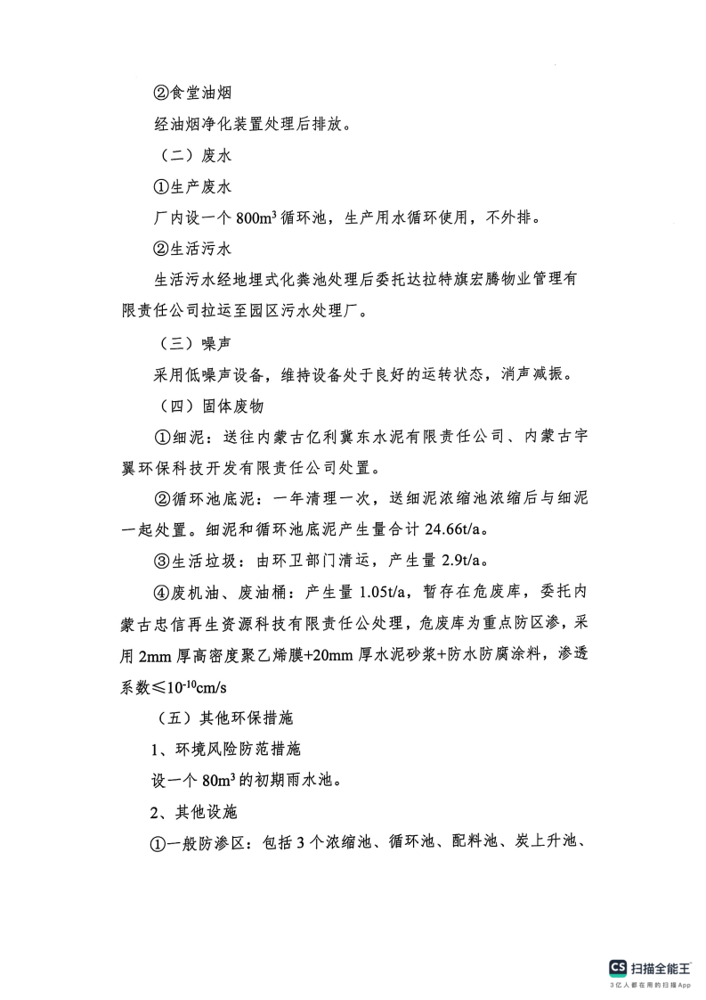 ②食堂油烟
经油烟净化装置处理后排放。
（二）废水
①生产废水
厂内设一个 800m³ 循环池，生产用水循环使用，不外排。
②生活污水
生活污水经地埋式化粪池处理后委托达拉特旗宏腾物业管理有
限责任公司拉运至园区污水处理厂。
（三）噪声
采用低噪声设备，维持设备处于良好的运转状态，消声减振。
（四）固体废物
①细泥：送往内蒙古亿利冀东水泥有限责任公司、内蒙古宇
翼环保科技开发有限责任公司处置。
②循环池底泥：一年清理一次，送细泥浓缩池浓缩后与细泥
一起处置。细泥和循环池底泥产生量合计 24.66t/a。
③生活垃圾：由环卫部门清运，产生量 2.9t/a。
④废机油、废油桶：产生量 1.05t/a，暂存在危废库，委托内
蒙古忠信再生资源科技有限责任公处理，危废库为重点防区渗，采
用 2mm 厚高密度聚乙烯膜+20mm 厚水泥砂浆+防水防腐涂料，渗透
系数≤10⁻¹⁰cm/s
（五）其他环保措施
1、环境风险防范措施
设一个 80m³ 的初期雨水池。
2、其他设施
①一般防渗区：包括 3 个浓缩池、循环池、配料池、炭上升池、
CS 扫描全能王
3亿人都在用的扫描App